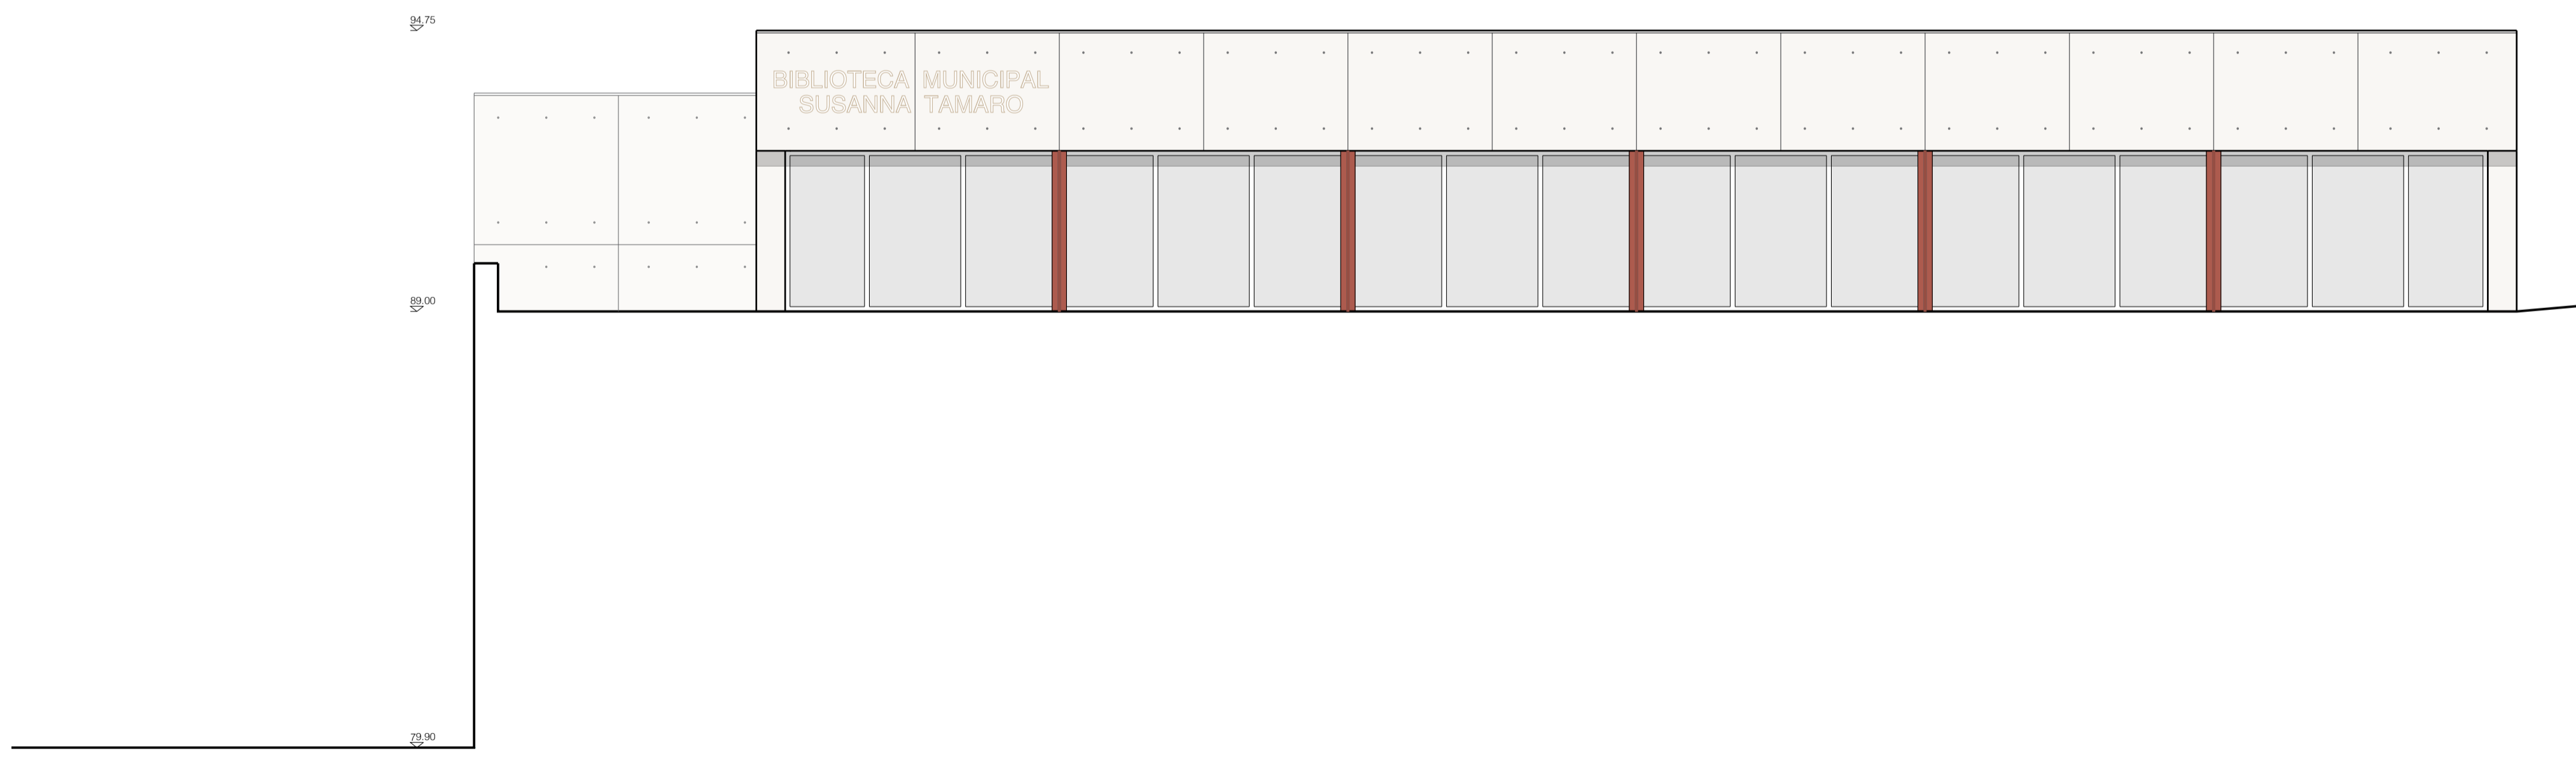 94.75
BIBLIOTECA MUNICIPAL
SUSANNA TAMARO
89.00
79.90